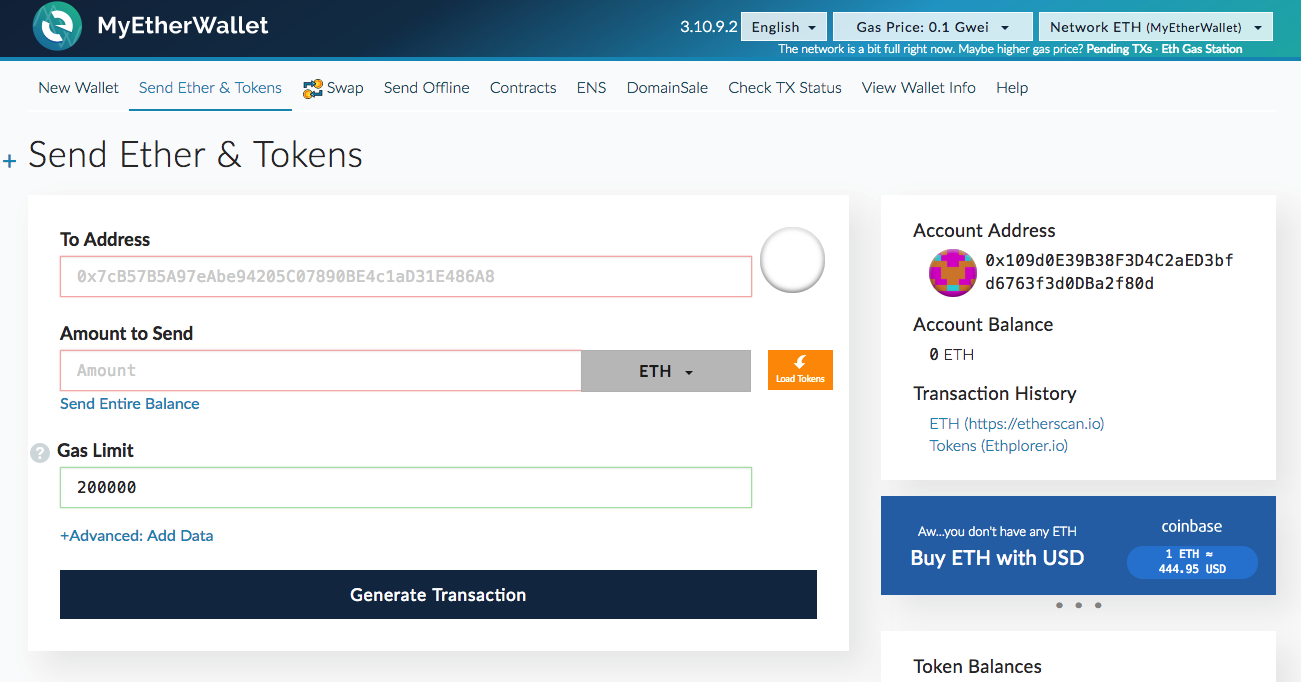 MyEtherWallet
3.10.9.2 English Gas Price: 0.1 Gwei Network ETH (MyEtherWallet)
The network is a bit full right now. Maybe higher gas price? Pending TXs · Eth Gas Station
New Wallet Send Ether & Tokens Swap Send Offline Contracts ENS DomainSale Check TX Status View Wallet Info Help
+ Send Ether & Tokens
To Address
0x7cB57B5A97eAbe94205C07890BE4c1aD31E486A8
Amount to Send
Amount
ETH
Load Tokens
Send Entire Balance
? Gas Limit
200000
+Advanced: Add Data
Generate Transaction
Account Address
0x109d0E39B38F3D4C2aED3bf
d6763f3d0DBa2f80d
Account Balance
0 ETH
Transaction History
ETH (https://etherscan.io)
Tokens (Ethplorer.io)
Aw...you don't have any ETH
Buy ETH with USD
coinbase
1 ETH ≈
444.95 USD
Token Balances